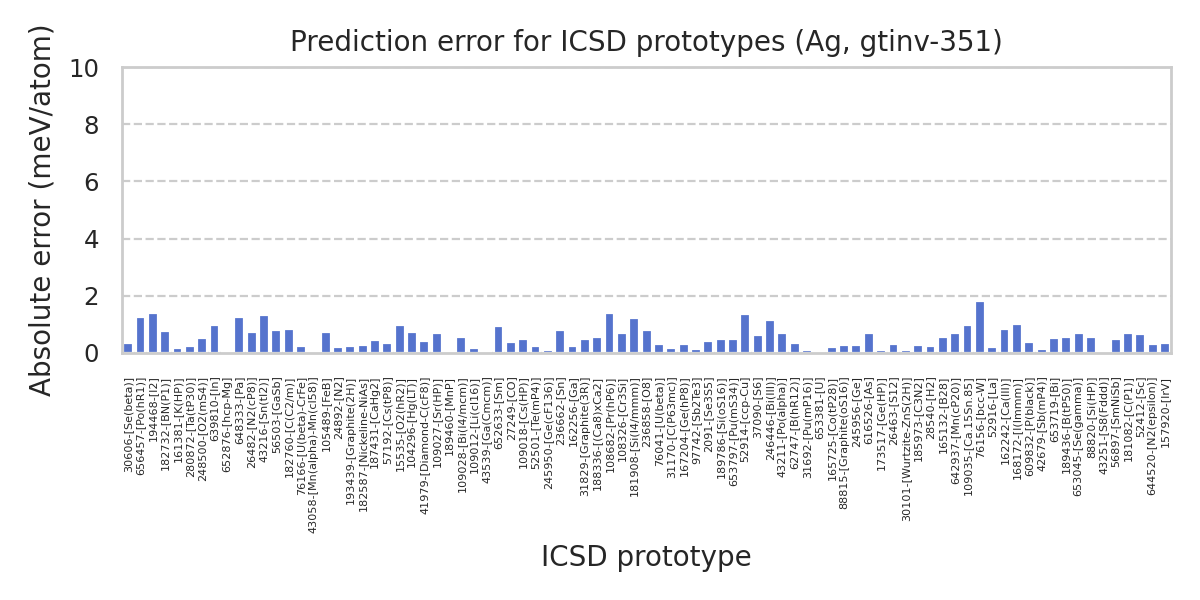 Prediction error for ICSD prototypes (Ag, gtinv-351)
Absolute error (meV/atom)
10
8
6
4
2
0
30606-[Se(beta)]
656457-[Po(hR1)]
194468-[I2]
182732-[BN(P1)]
161381-[K(HP)]
280872-[Ta(tP30)]
248500-[O2(mS4)]
639810-[In]
652876-[hcp-Mg]
64835-[Pa]
26482-[N2(cP8)]
43216-[Sn(tI2)]
56503-[GaSb]
182760-[C(C2/m)]
76166-[U(beta)-CrFe]
43058-[Mn(alpha)-Mn(cI58)]
105489-[FeB]
24892-[N2]
193439-[Graphite(2H)]
182587-[Nickeline-NiAs]
187431-[CaHg2]
57192-[Cs(tP8)]
15535-[O2(hR2)]
104296-[Hg(LT)]
41979-[Diamond-C(cF8)]
109027-[Sr(HP)]
189460-[MnP]
109028-[Bi(I4/mcm)]
109012-[Li(cI16)]
43539-[Ga(Cmcm)]
652633-[Sm]
27249-[CO]
109018-[Cs(HP)]
52501-[Te(mP4)]
245950-[Ge(cF136)]
236662-[Sn]
162256-[Ga]
31829-[Graphite(3R)]
188336-[(Ca8)xCa2]
108682-[Pr(hP6)]
108326-[Cr3Si]
181908-[Si(I4/mmm)]
236858-[O8]
76041-[U(beta)]
31170-[C(P63mc)]
167204-[Ge(hP8)]
97742-[Sb2Te3]
2091-[Se3S5]
189786-[Si(oS16)]
653797-[Pu(mS34)]
52914-[ccp-Cu]
37090-[S6]
246446-[Bi(III)]
43211-[Po(alpha)]
62747-[B(hR12)]
31692-[Pu(mP16)]
653381-[U]
165725-[Co(tP28)]
88815-[Graphite(oS16)]
245956-[Ge]
616526-[As]
173517-[Ge(HP)]
26463-[S12]
30101-[Wurtzite-ZnS(2H)]
185973-[C3N2]
28540-[H2]
165132-[B28]
642937-[Mn(cP20)]
109035-[Ca.15Sn.85]
76156-[bcc-W]
52916-[La]
162242-[Ca(III)]
168172-[I(Immm)]
609832-[P(black)]
42679-[Sb(mP4)]
653719-[Bi]
189436-[B(tP50)]
653045-[Se(gamma)]
88820-[Si(HP)]
43251-[S8(Fddd)]
56897-[SmNiSb]
181082-[C(P1)]
52412-[Sc]
644520-[N2(epsilon)]
157920-[IrV]
ICSD prototype